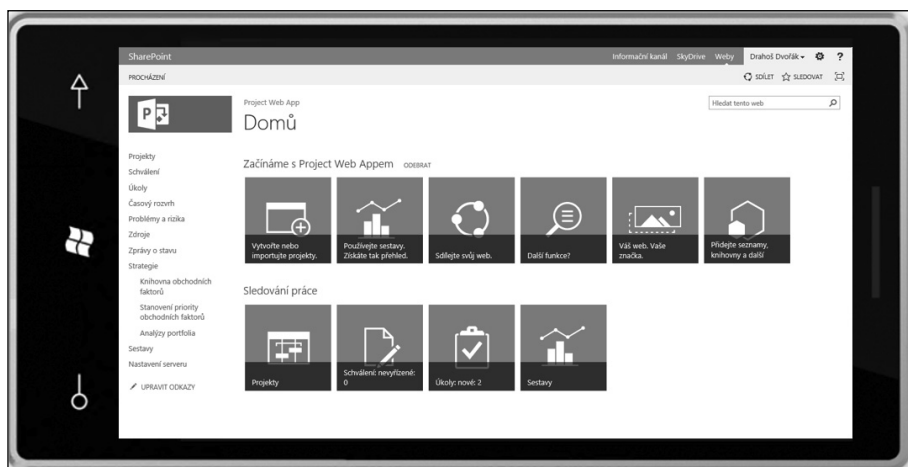 SharePoint
Informační kanál SkyDrive Weby Drahoš Dvořák ?
PROCHÁZENÍ
SDÍLET SLEDOVAT
P
Project Web App
Domů
Hledat tento web
Projekty
Schválení
Úkoly
Časový rozvrh
Problémy a rizika
Zdroje
Zprávy o stavu
Strategie
Knihovna obchodních
faktorů
Stanovení priority
obchodních faktorů
Analýzy portfolia
Sestavy
Nastavení serveru
UPRAVIT ODKAZY
Začínáme s Project Web Appem ODEBRAT
Vytvořte nebo
importujte projekty.
Používejte sestavy.
Získáte tak přehled.
Sdílejte svůj web.
Další funkce?
Váš web. Vaše
značka.
Přidejte seznamy,
knihovny a další
Sledování práce
Projekty
Schválení: nevyřízené:
0
Úkoly: nové: 2
Sestavy